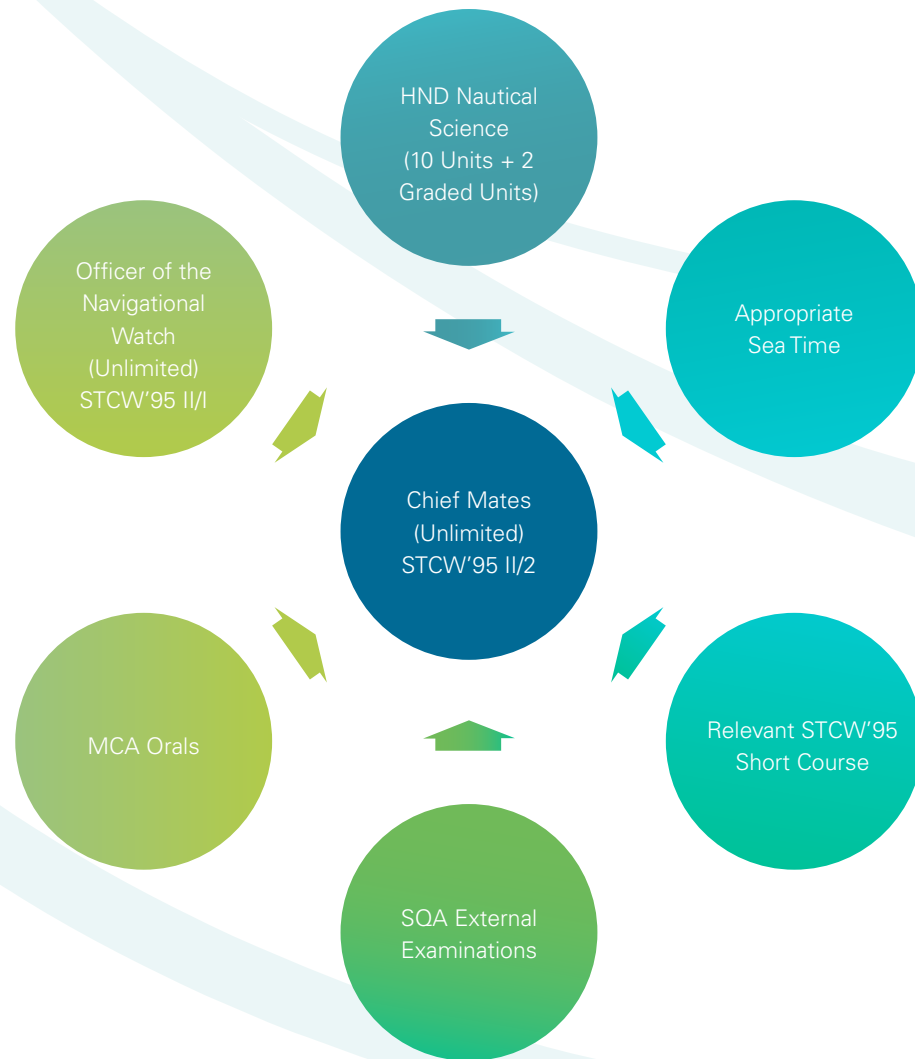 HND Nautical
Science
(10 Units + 2
Graded Units)
Officer of the
Navigational
Watch
(Unlimited)
STCW'95 II/I
Appropriate
Sea Time
Chief Mates
(Unlimited)
STCW'95 II/2
MCA Orals
Relevant STCW'95
Short Course
SQA External
Examinations